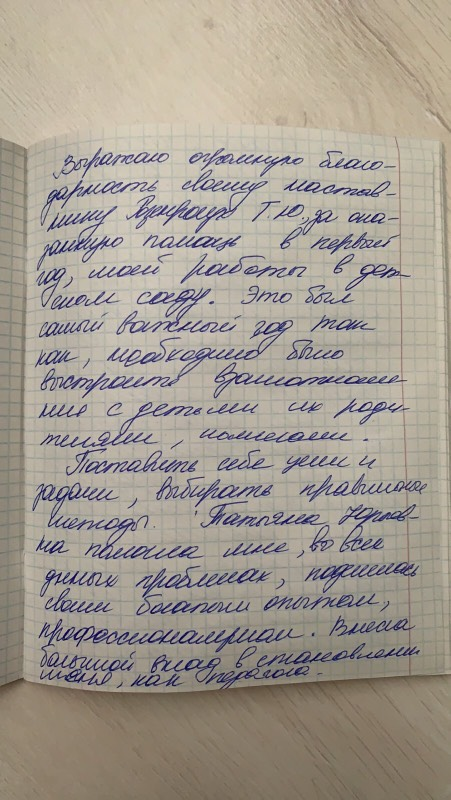 Выражаю огромную благо-
дарность своему настав-
нику Т.Ю, за ока-
занную помощь в первый
год, моей работы в дет-
ском саду. Это был
самый важный год так
как, необходимо было
выстроить взаимоотноше-
ния с детьми их роди-
телями, коллегами.
Поставить себе цели и
задачи, выбирать правильные
методы. Татьяна Юрьев-
на помогла мне, во всех
данных проблемах, поделилась
своим богатым опытом,
профессионализмом. Внесла
большой вклад в становлении
меня, как педагога.